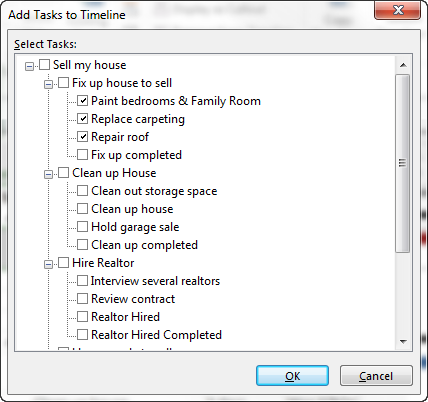 Add Tasks to Timeline
Select Tasks:
Sell my house
Fix up house to sell
Paint bedrooms & Family Room
Replace carpeting
Repair roof
Fix up completed
Clean up House
Clean out storage space
Clean up house
Hold garage sale
Clean up completed
Hire Realtor
Interview several realtors
Review contract
Realtor Hired
Realtor Hired Completed
OK
Cancel